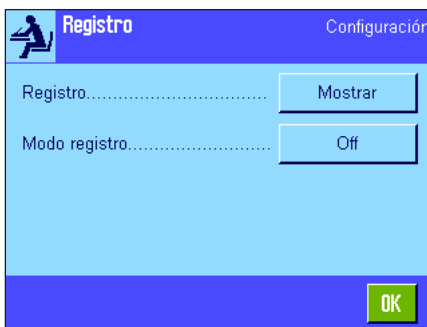 Registro Configuración
Registro.................................. Mostrar
Modo registro........................... Off
OK